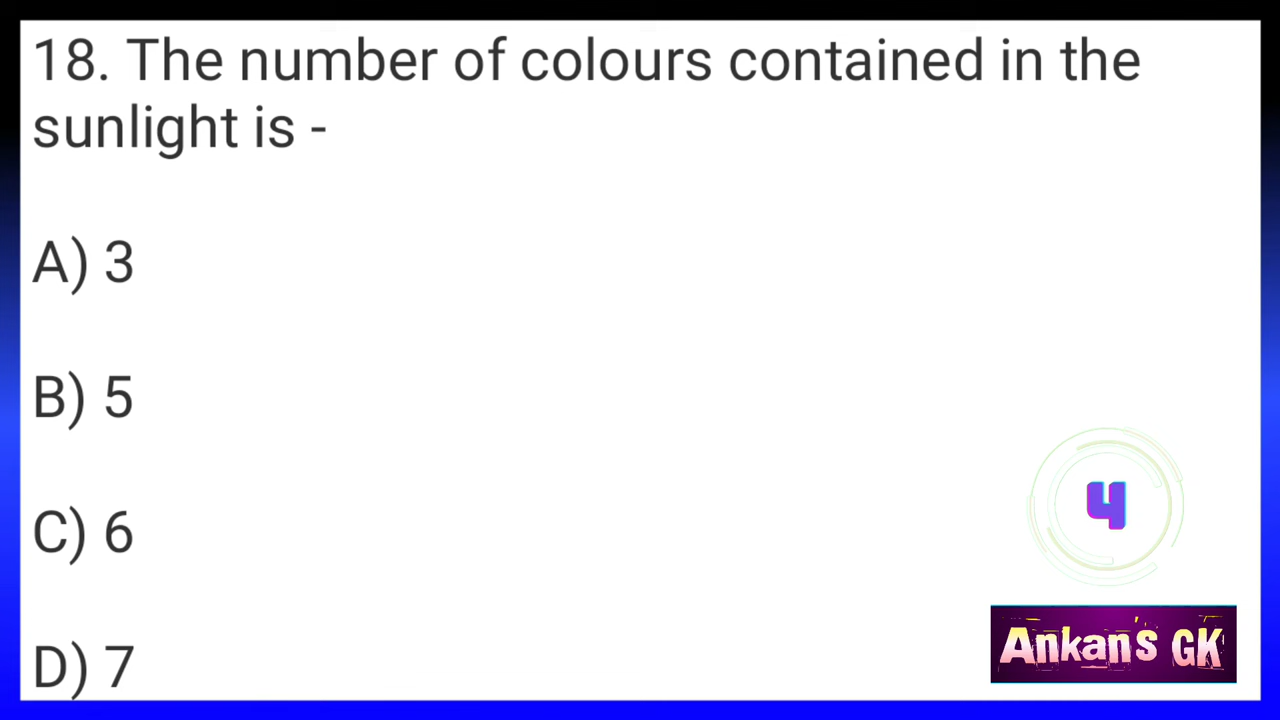 18. The number of colours contained in the
sunlight is -
A) 3
B) 5
C) 6
D) 7
4
Ankan's GK